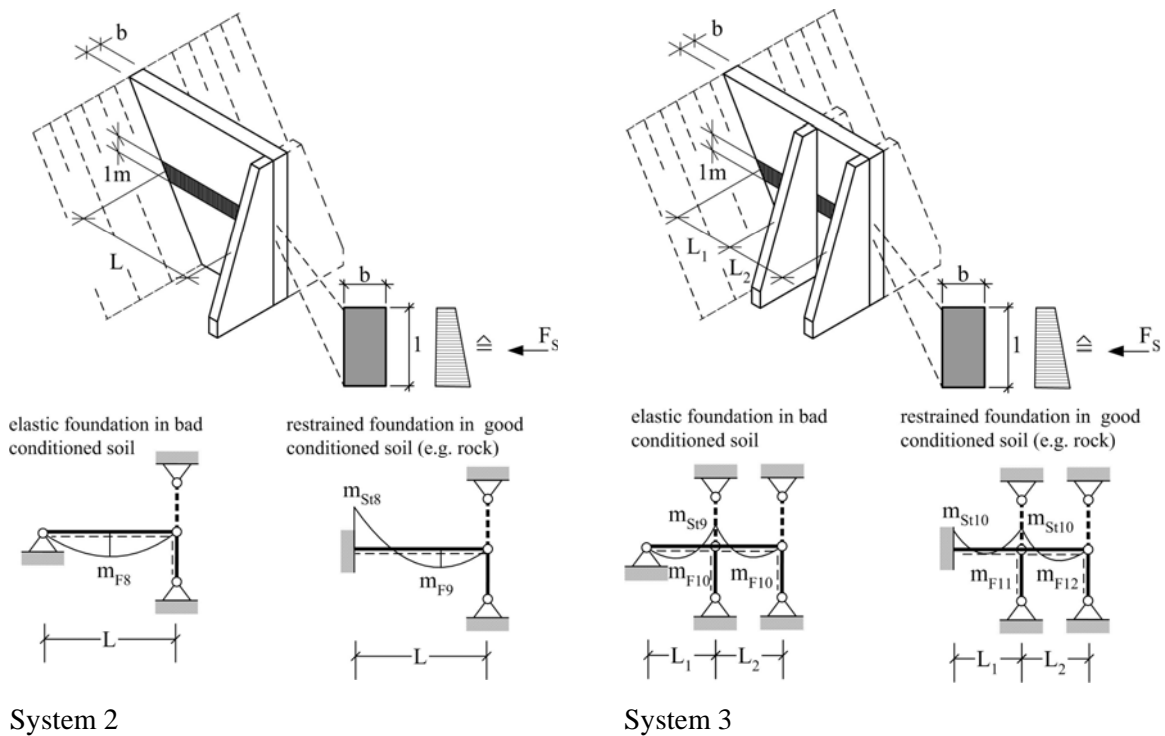 b
1m
L
b
1
≙
F_S
elastic foundation in bad
conditioned soil
restrained foundation in good
conditioned soil (e.g. rock)
m_F8
L
m_St8
m_F9
L
System 2
b
1m
L_1
L_2
b
1
≙
F_S
elastic foundation in bad
conditioned soil
restrained foundation in good
conditioned soil (e.g. rock)
m_St9
m_F10
m_F10
L_1
L_2
m_St10
m_St10
m_F11
m_F12
L_1
L_2
System 3